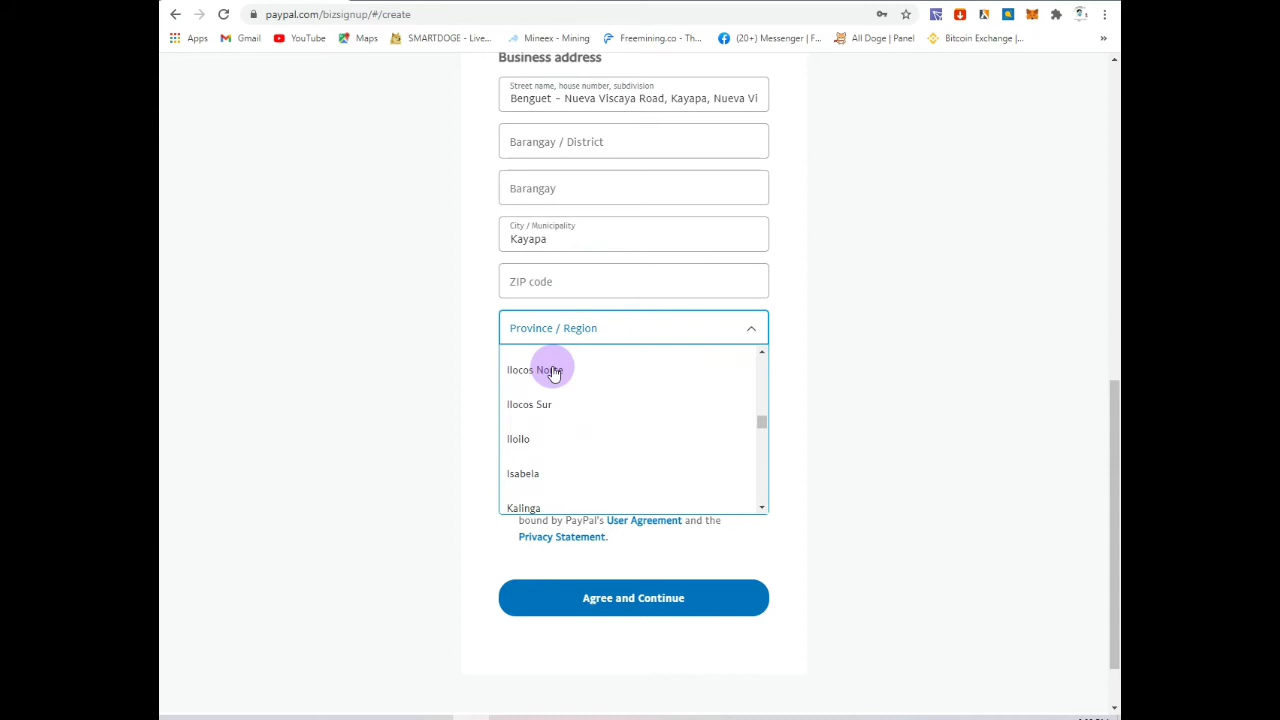 paypal.com/bizsignup/#/create
Apps Gmail YouTube Maps SMARTDOGE - Live... Mineex - Mining Freemining.co - Th... (20+) Messenger | F... All Doge | Panel Bitcoin Exchange |... »
Business address
Street name, house number, subdivision
Benguet - Nueva Viscaya Road, Kayapa, Nueva Vi
Barangay / District
Barangay
City / Municipality
Kayapa
ZIP code
Province / Region
Ilocos Norte
Ilocos Sur
Iloilo
Isabela
Kalinga
bound by PayPal's User Agreement and the
Privacy Statement.
Agree and Continue